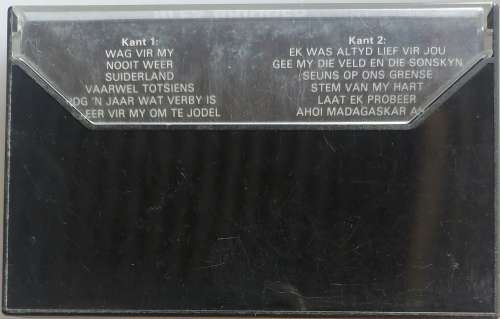 Kant 1:
WAG VIR MY
NOOIT WEER
SUIDERLAND
VAARWEL TOTSIENS
'N JAAR WAT VERBY IS
VIR MY OM TE JODEL
Kant 2:
EK WAS ALTYD LIEF VIR JOU
GEE MY DIE VELD EN DIE SONSKYN
SEUNS OP ONS GRENSE
STEM VAN MY HART
LAAT EK PROBEER
AHOI MADAGASKAR